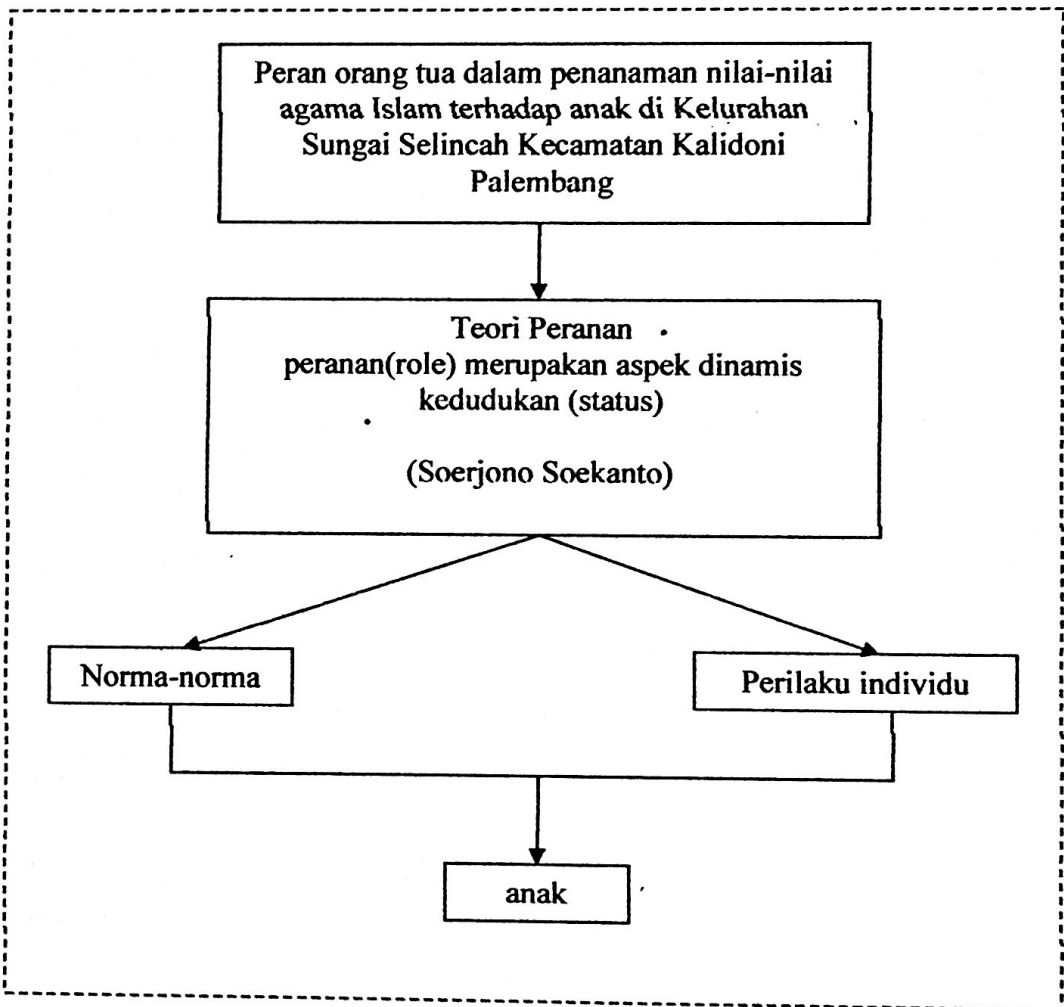 Peran orang tua dalam penanaman nilai-nilai
agama Islam terhadap anak di Kelurahan
Sungai Selincah Kecamatan Kalidoni
Palembang
Teori Peranan
peranan(role) merupakan aspek dinamis
kedudukan (status)
(Soerjono Soekanto)
Norma-norma
Perilaku individu
anak